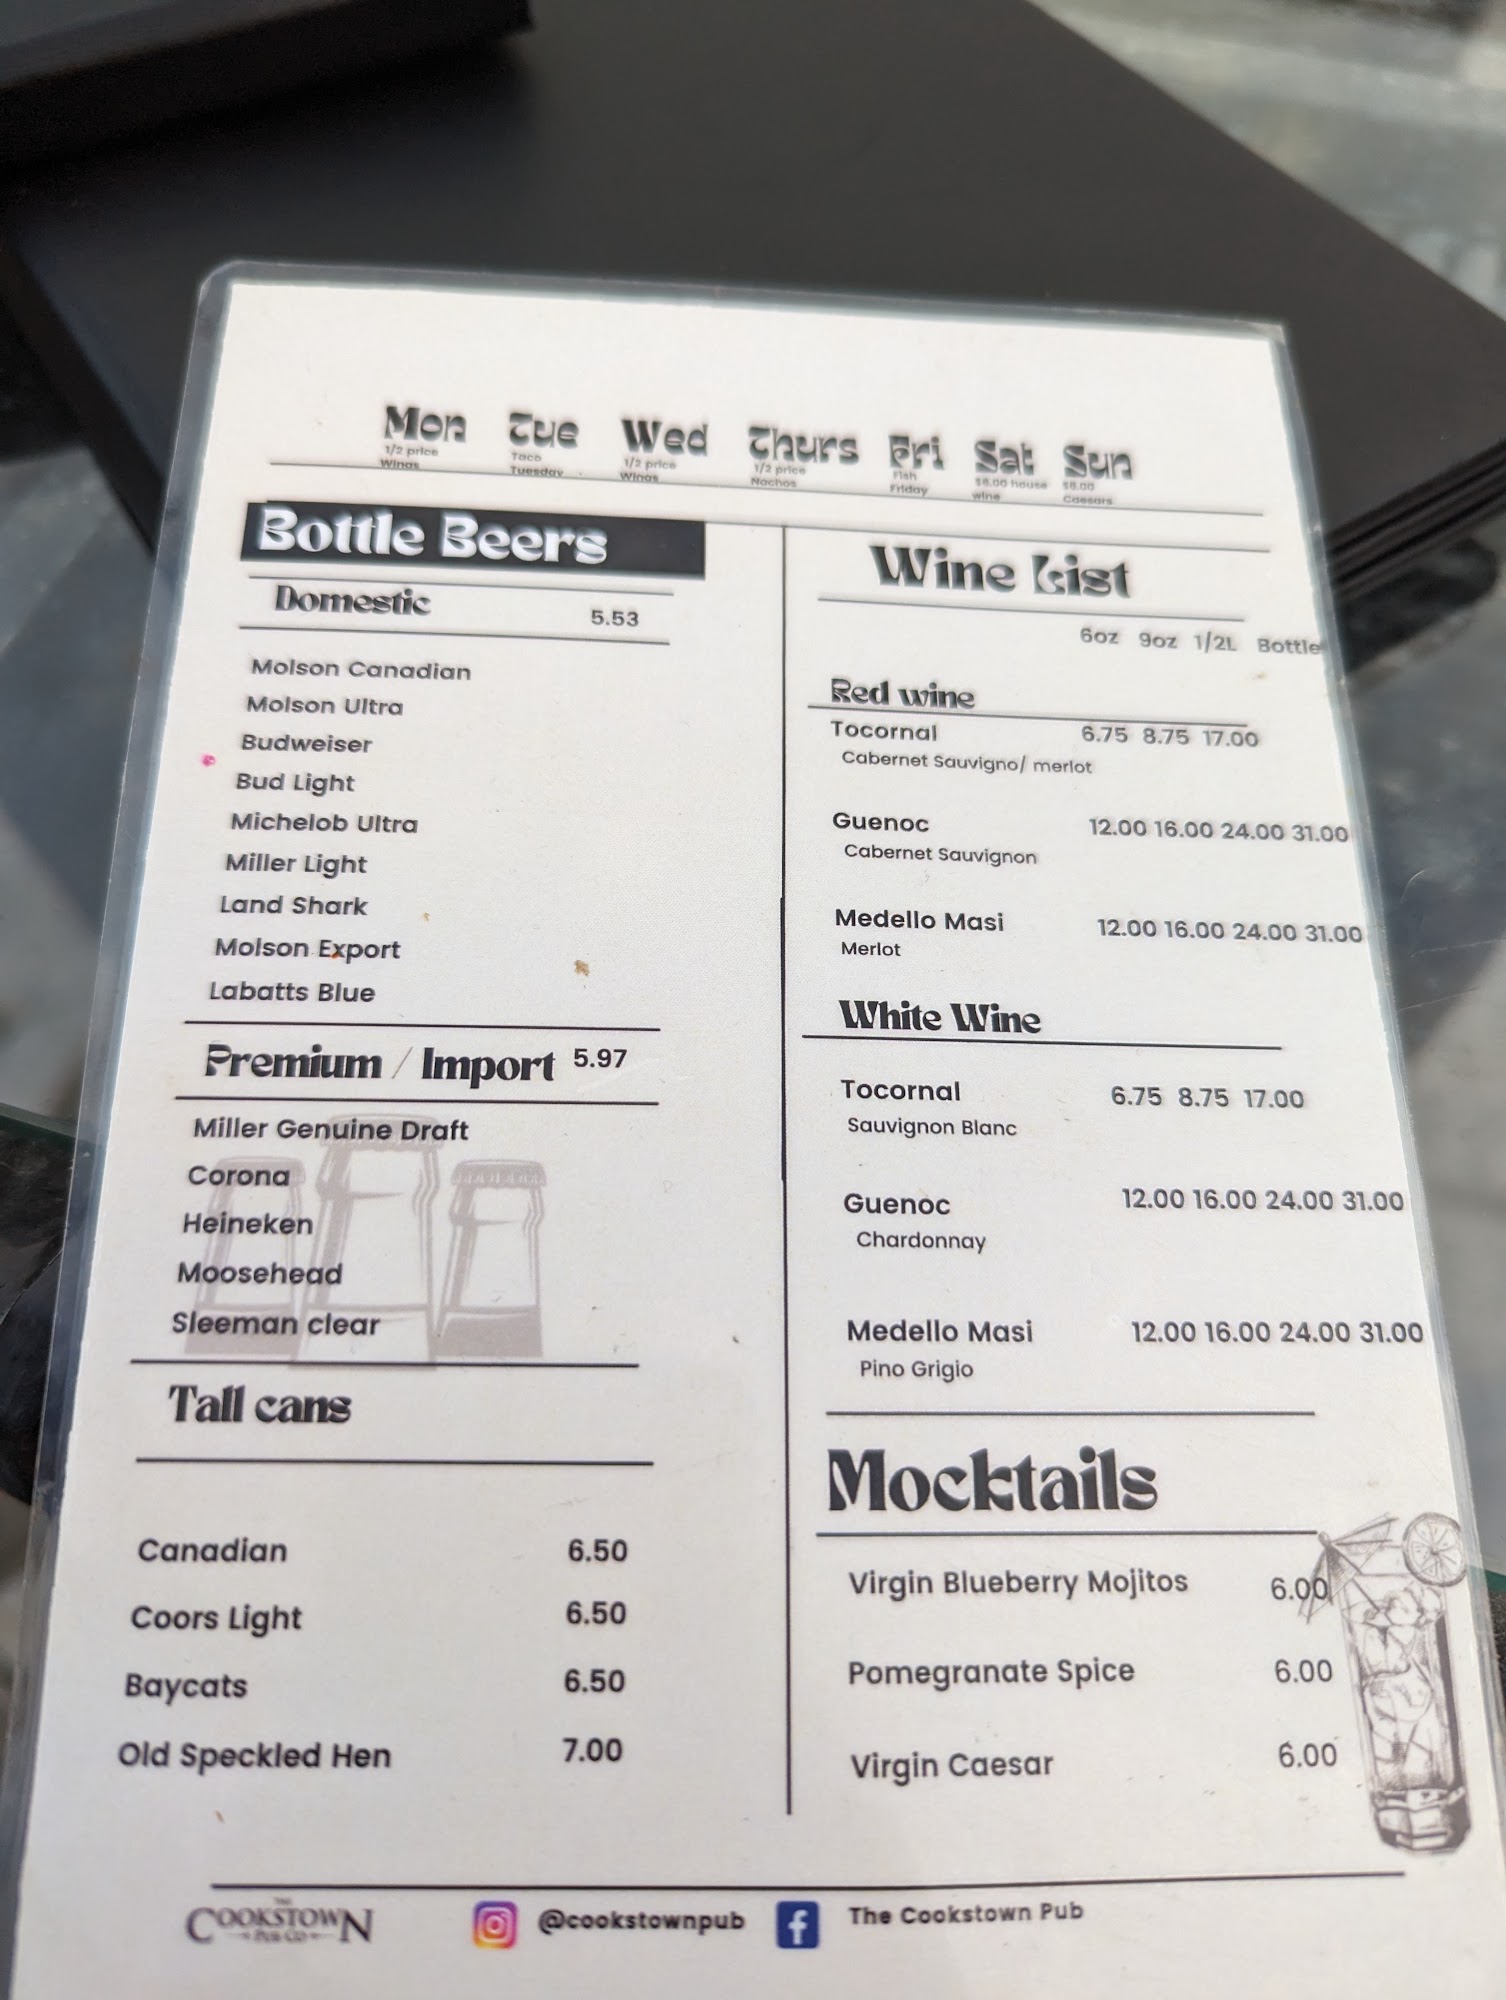 Mon Tue Wed Thurs Fri Sat Sun
1/2 price Taco 1/2 price 1/2 price Fish $8.00 house $8.00
Wings Tuesday Wings Nachos Friday wine Caesars
Bottle Beers
Domestic 5.53
Molson Canadian
Molson Ultra
Budweiser
Bud Light
Michelob Ultra
Miller Light
Land Shark
Molson Export
Labatts Blue
Premium / Import 5.97
Miller Genuine Draft
Corona
Heineken
Moosehead
Sleeman clear
Tall cans
Canadian 6.50
Coors Light 6.50
Baycats 6.50
Old Speckled Hen 7.00
Wine List
6oz 9oz 1/2L Bottle
Red wine
Tocornal 6.75 8.75 17.00
Cabernet Sauvigno/ merlot
Guenoc 12.00 16.00 24.00 31.00
Cabernet Sauvignon
Medello Masi 12.00 16.00 24.00 31.00
Merlot
White Wine
Tocornal 6.75 8.75 17.00
Sauvignon Blanc
Guenoc 12.00 16.00 24.00 31.00
Chardonnay
Medello Masi 12.00 16.00 24.00 31.00
Pino Grigio
Mocktails
Virgin Blueberry Mojitos 6.00
Pomegranate Spice 6.00
Virgin Caesar 6.00
THE
COOKSTOWN
PUB CO
@cookstownpub
The Cookstown Pub